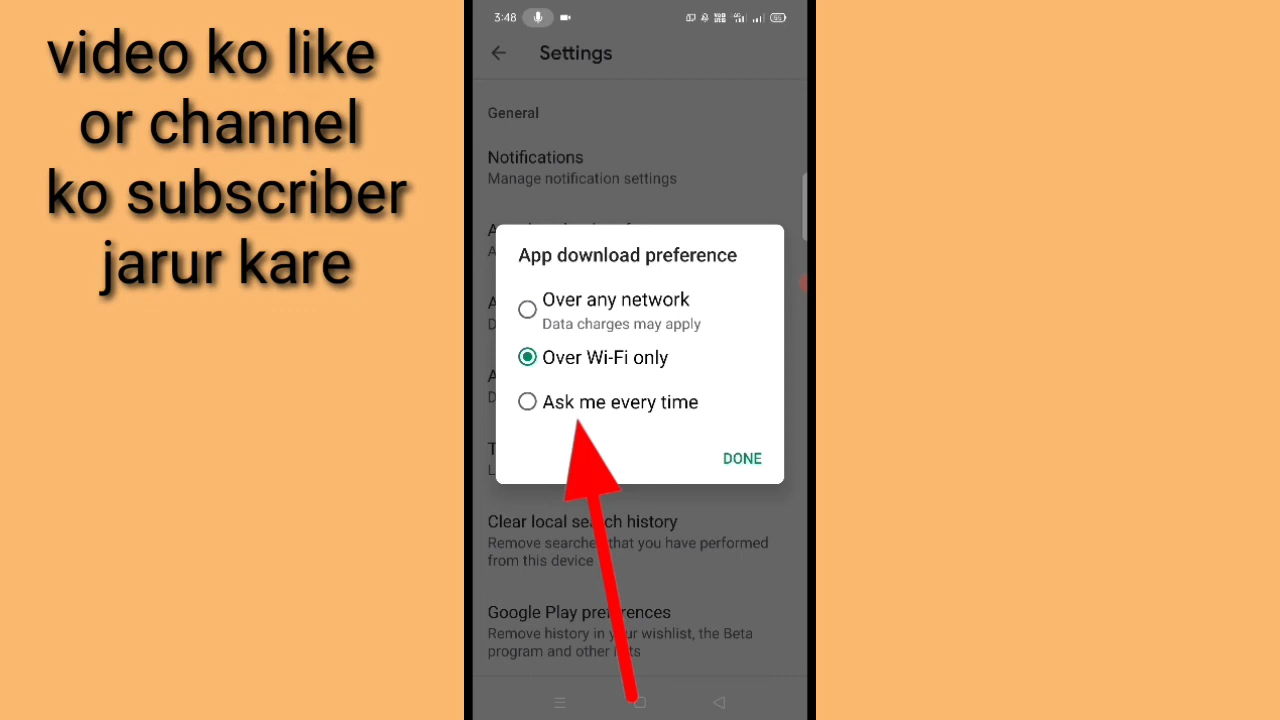 video ko like
or channel
ko subscriber
jarur kare
3:48
Settings
General
Notifications
Manage notification settings
App download preference
Over any network
Data charges may apply
Over Wi-Fi only
Ask me every time
DONE
Clear local search history
Remove searches that you have performed
from this device
Google Play preferences
Remove history in your wishlist, the Beta
program and other lists